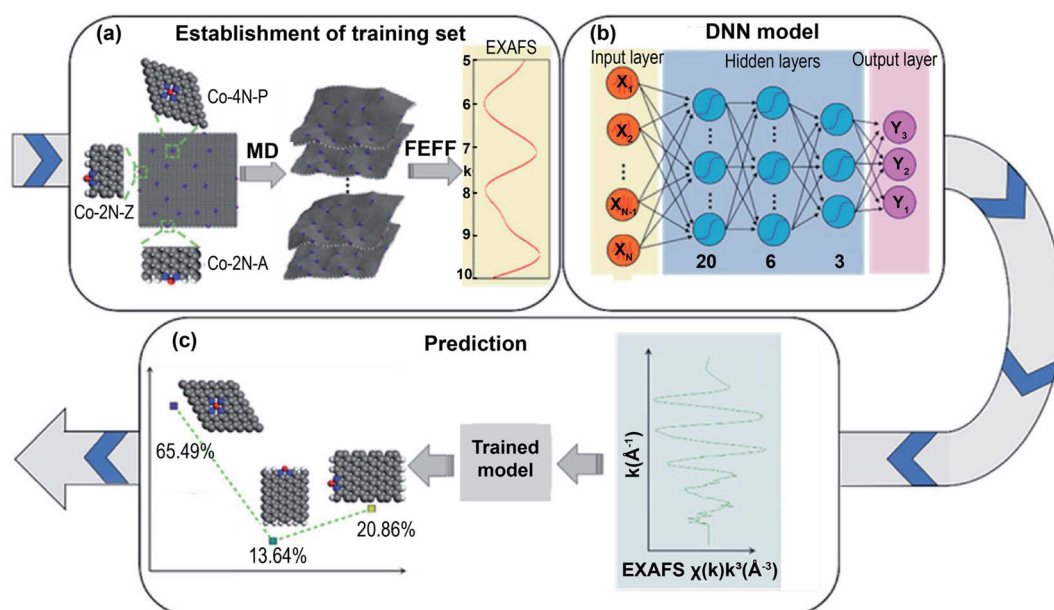 (a)
Establishment of training set
EXAFS
Co-4N-P
Co-2N-Z
Co-2N-A
MD
FEFF
5
6
7
k
8
9
10
(b)
DNN model
Input layer
Hidden layers
Output layer
X1
X2
XN-1
XN
20
6
3
Y3
Y2
Y1
(c)
Prediction
65.49%
13.64%
20.86%
Trained
model
k(Å⁻¹)
EXAFS χ(k)k³(Å⁻³)